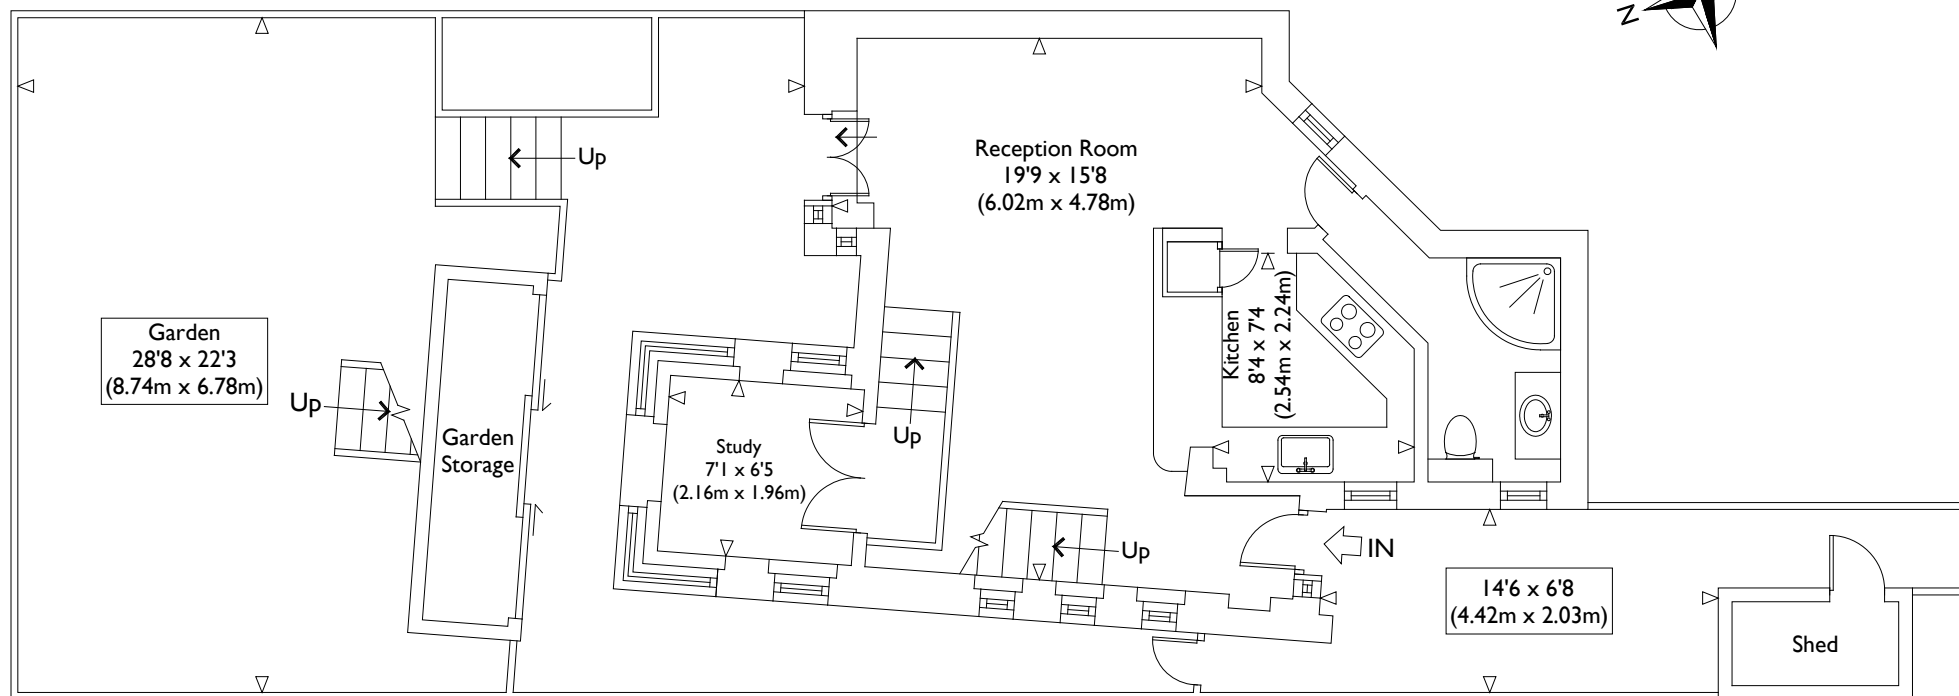 N
Up
Reception Room
19'9 x 15'8
(6.02m x 4.78m)
Garden
28'8 x 22'3
(8.74m x 6.78m)
Up
Garden
Storage
Study
7'1 x 6'5
(2.16m x 1.96m)
Up
Kitchen
8'4 x 7'4
(2.54m x 2.24m)
Up
IN
14'6 x 6'8
(4.42m x 2.03m)
Shed